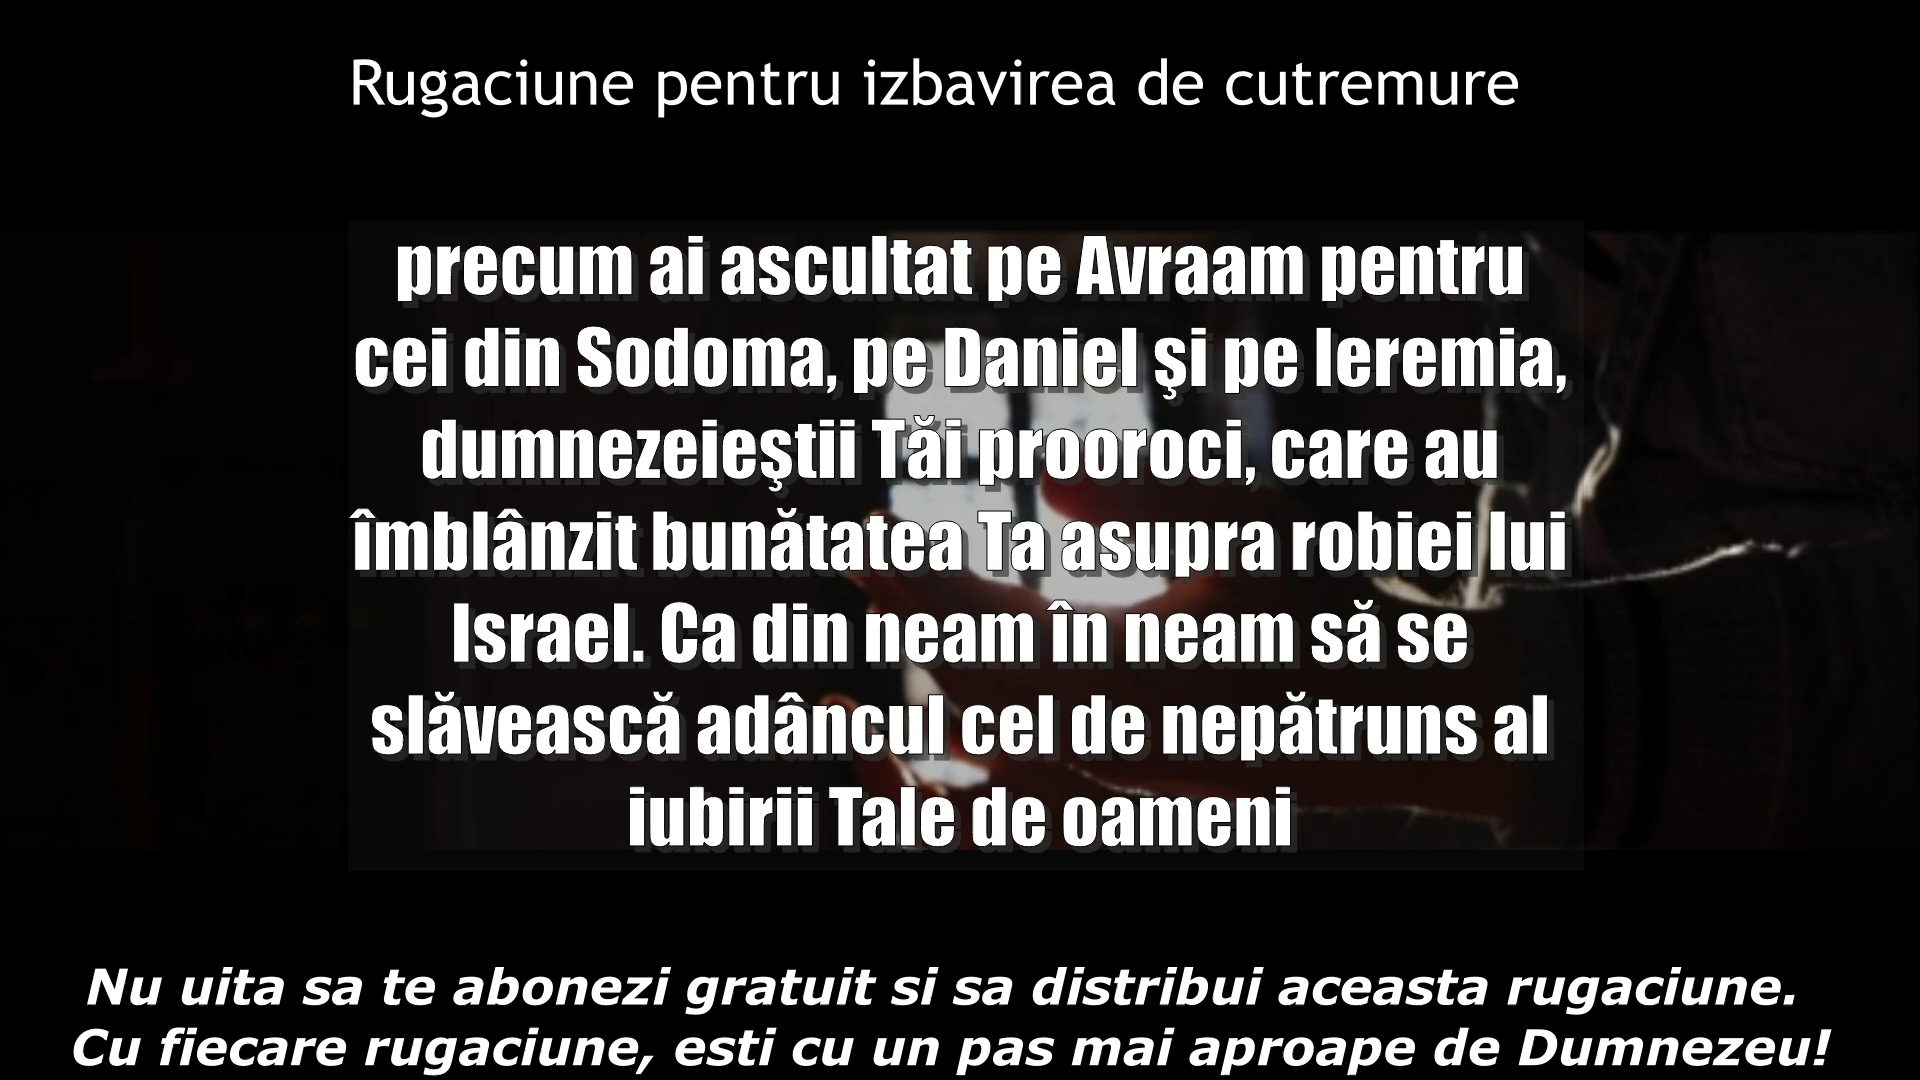 Rugaciune pentru izbavirea de cutremure
precum ai ascultat pe Avraam pentru
cei din Sodoma, pe Daniel şi pe Ieremia,
dumnezeieştii Tăi prooroci, care au
îmblânzit bunătatea Ta asupra robiei lui
Israel. Ca din neam în neam să se
slăvească adâncul cel de nepătruns al
iubirii Tale de oameni
Nu uita sa te abonezi gratuit si sa distribui aceasta rugaciune.
Cu fiecare rugaciune, esti cu un pas mai aproape de Dumnezeu!